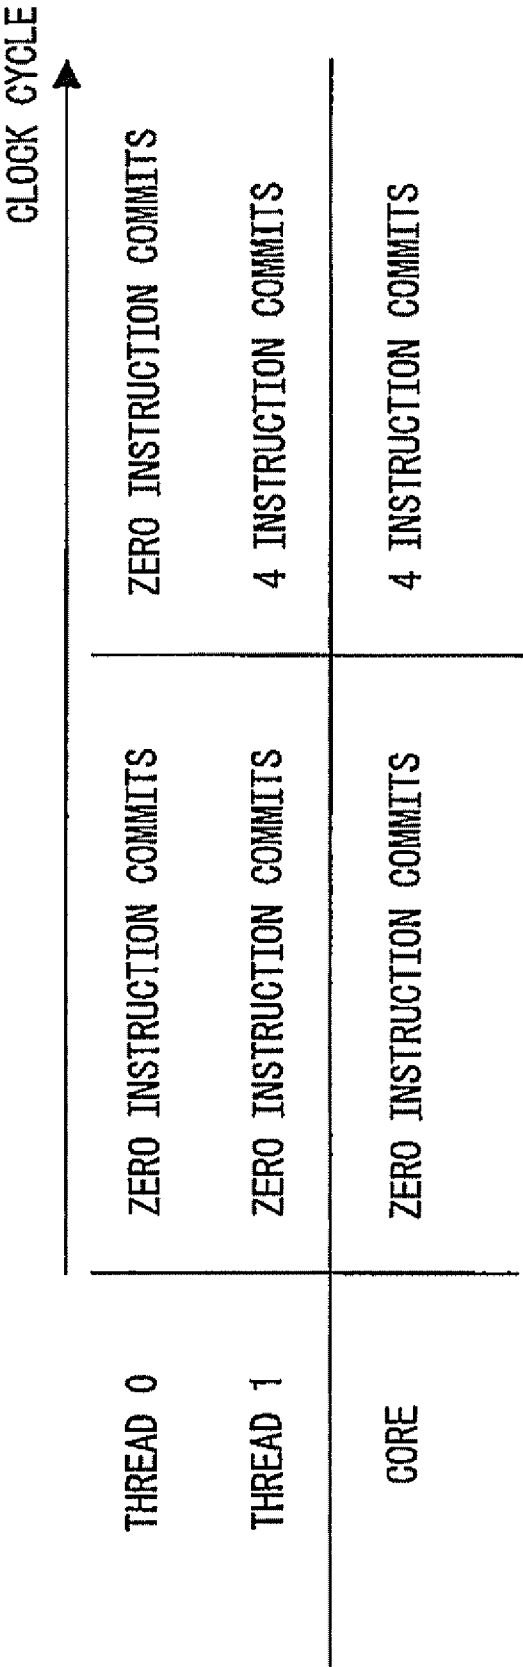 CLOCK CYCLE
THREAD 0 ZERO INSTRUCTION COMMITS ZERO INSTRUCTION COMMITS
THREAD 1 ZERO INSTRUCTION COMMITS 4 INSTRUCTION COMMITS
CORE ZERO INSTRUCTION COMMITS 4 INSTRUCTION COMMITS